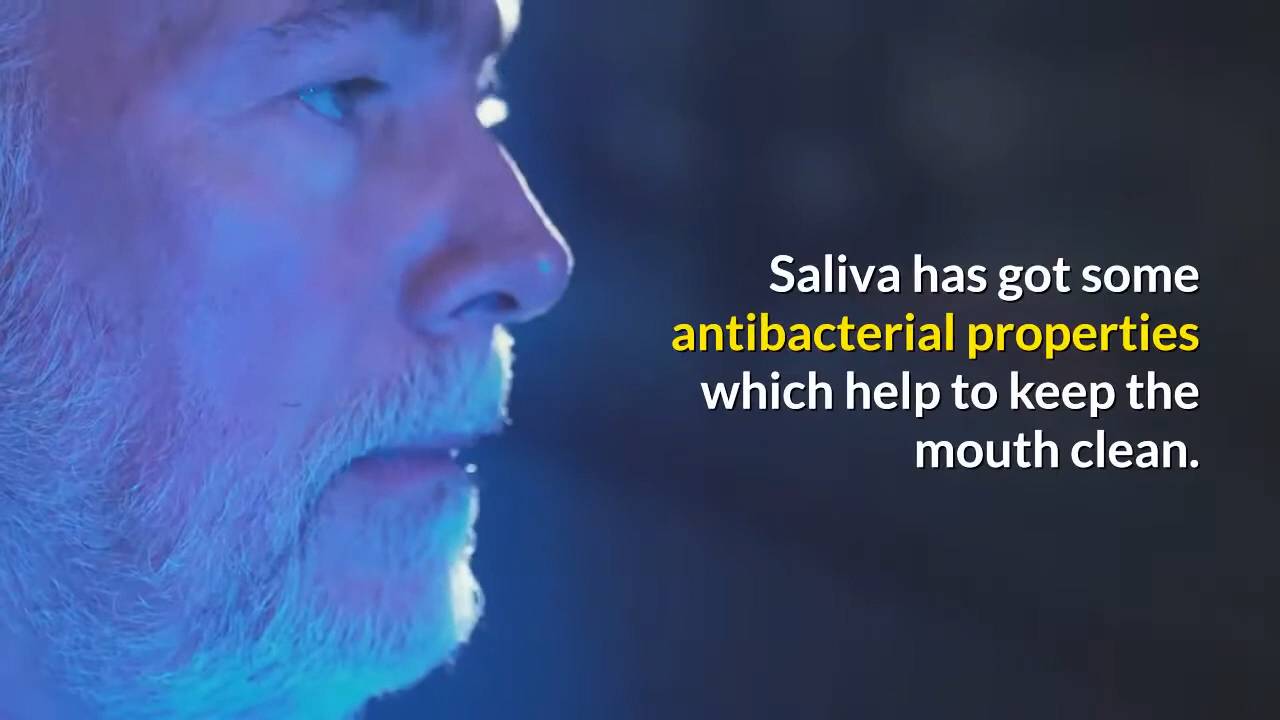 Saliva has got some
antibacterial properties
which help to keep the
mouth clean.